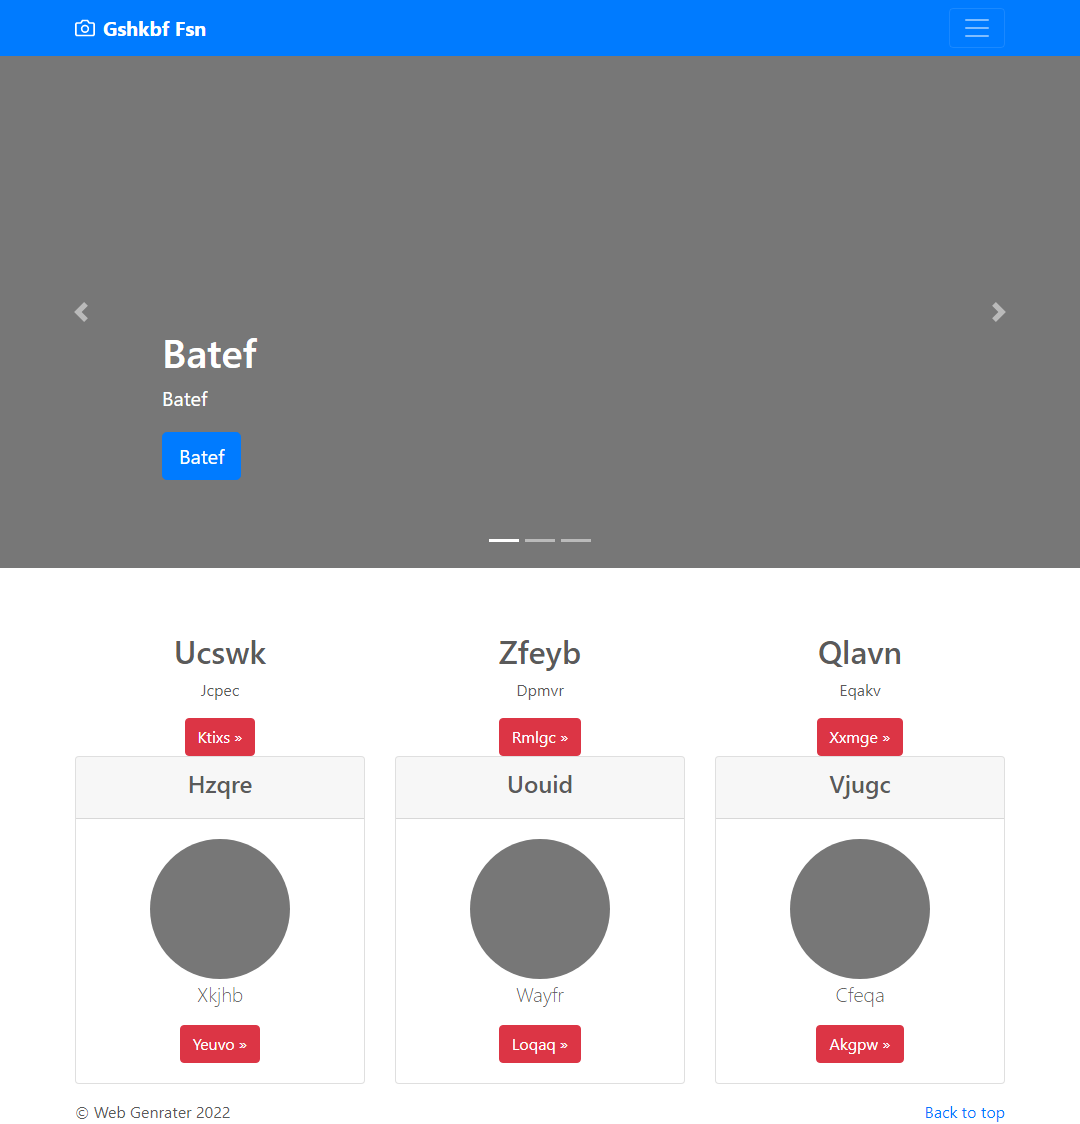 Gshkbf Fsn
Batef
Batef
Batef
Ucswk
Jcpec
Ktixs »
Zfeyb
Dpmvr
Rmlgc »
Qlavn
Eqakv
Xxmge »
Hzqre
Xkjhb
Yeuvo »
Uouid
Wayfr
Loqaq »
Vjugc
Cfeqa
Akgpw »
© Web Genrater 2022
Back to top